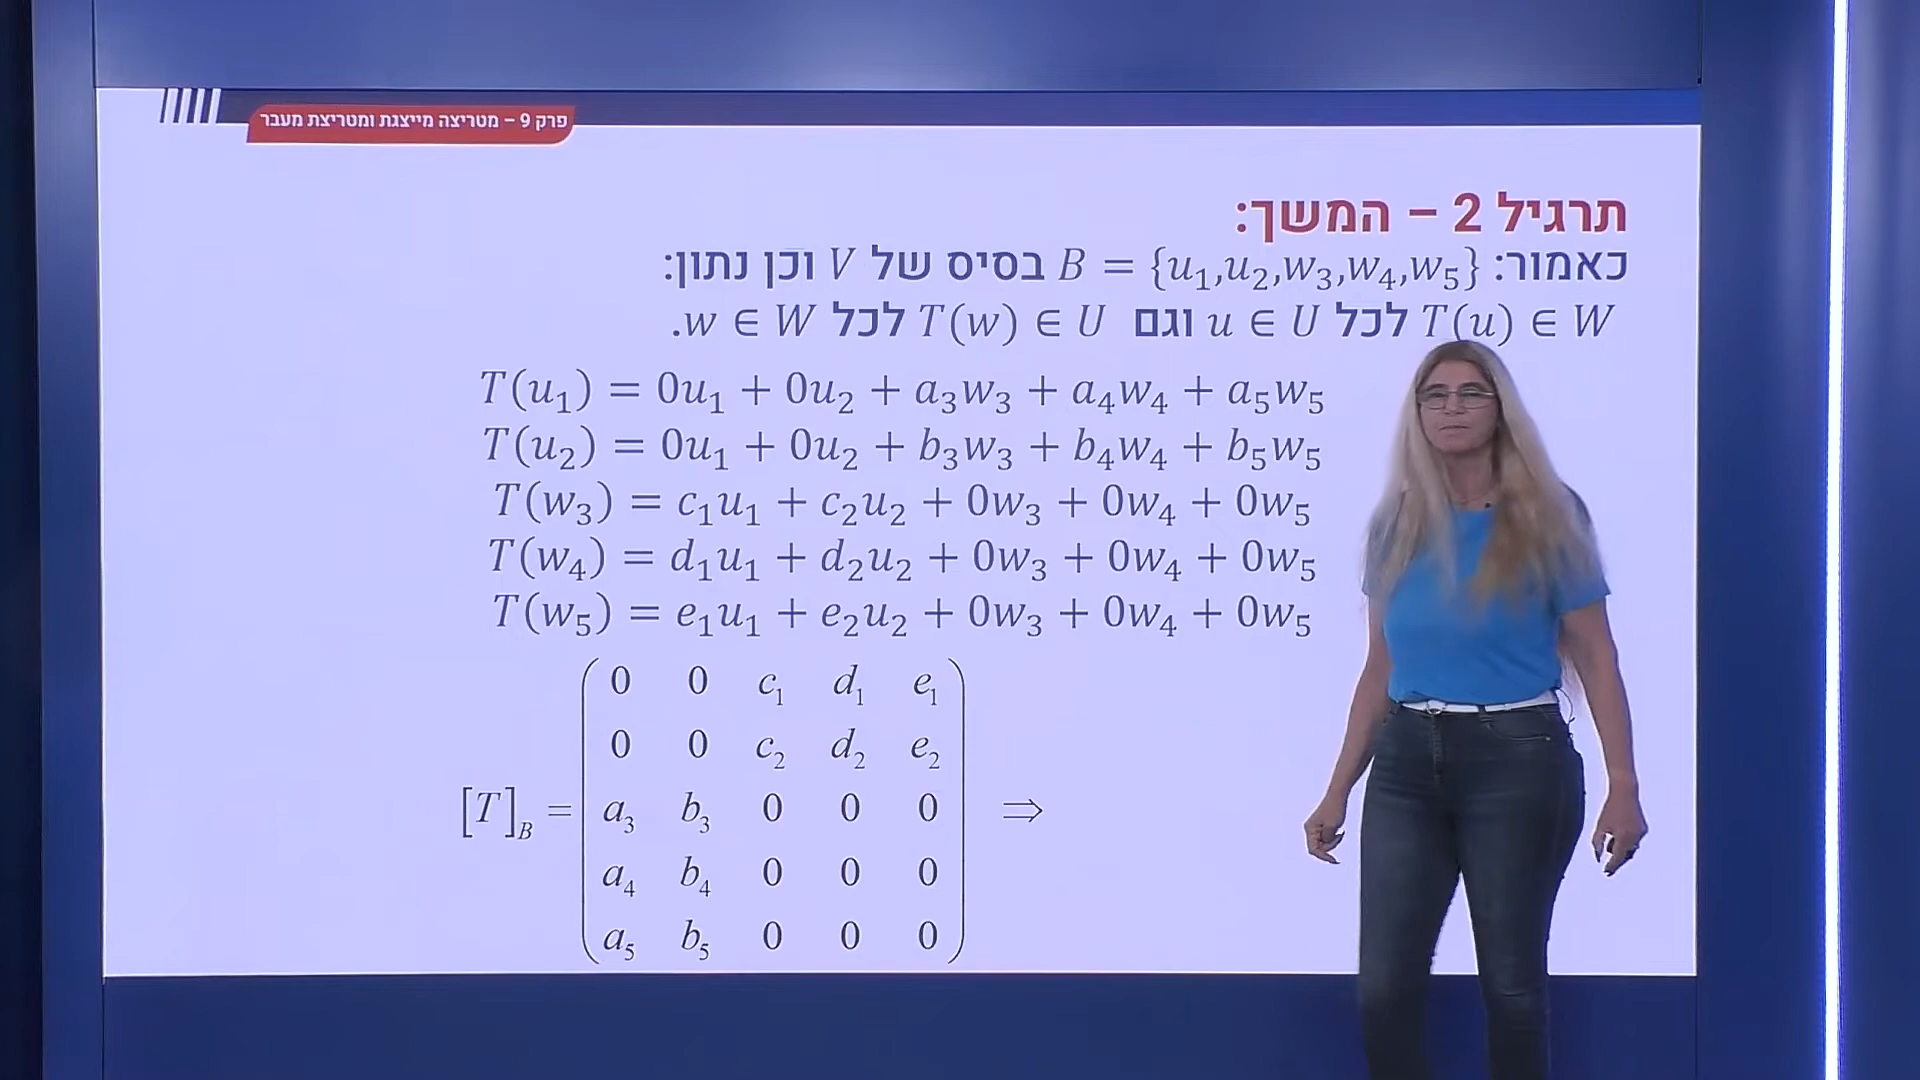 פרק 9 – מטריצה מייצגת ומטריצת מעבר
תרגיל 2 – המשך:
כאמור: B = {u₁,u₂,w₃,w₄,w₅} בסיס של V וכן נתון:
T(u) ∈ W לכל u ∈ U וגם T(w) ∈ U לכל w ∈ W.
T(u₁) = 0u₁ + 0u₂ + a₃w₃ + a₄w₄ + a₅w₅
T(u₂) = 0u₁ + 0u₂ + b₃w₃ + b₄w₄ + b₅w₅
T(w₃) = c₁u₁ + c₂u₂ + 0w₃ + 0w₄ + 0w₅
T(w₄) = d₁u₁ + d₂u₂ + 0w₃ + 0w₄ + 0w₅
T(w₅) = e₁u₁ + e₂u₂ + 0w₃ + 0w₄ + 0w₅
0 0 c₁ d₁ e₁
0 0 c₂ d₂ e₂
[T]_B = a₃ b₃ 0 0 0 ⇒
a₄ b₄ 0 0 0
a₅ b₅ 0 0 0